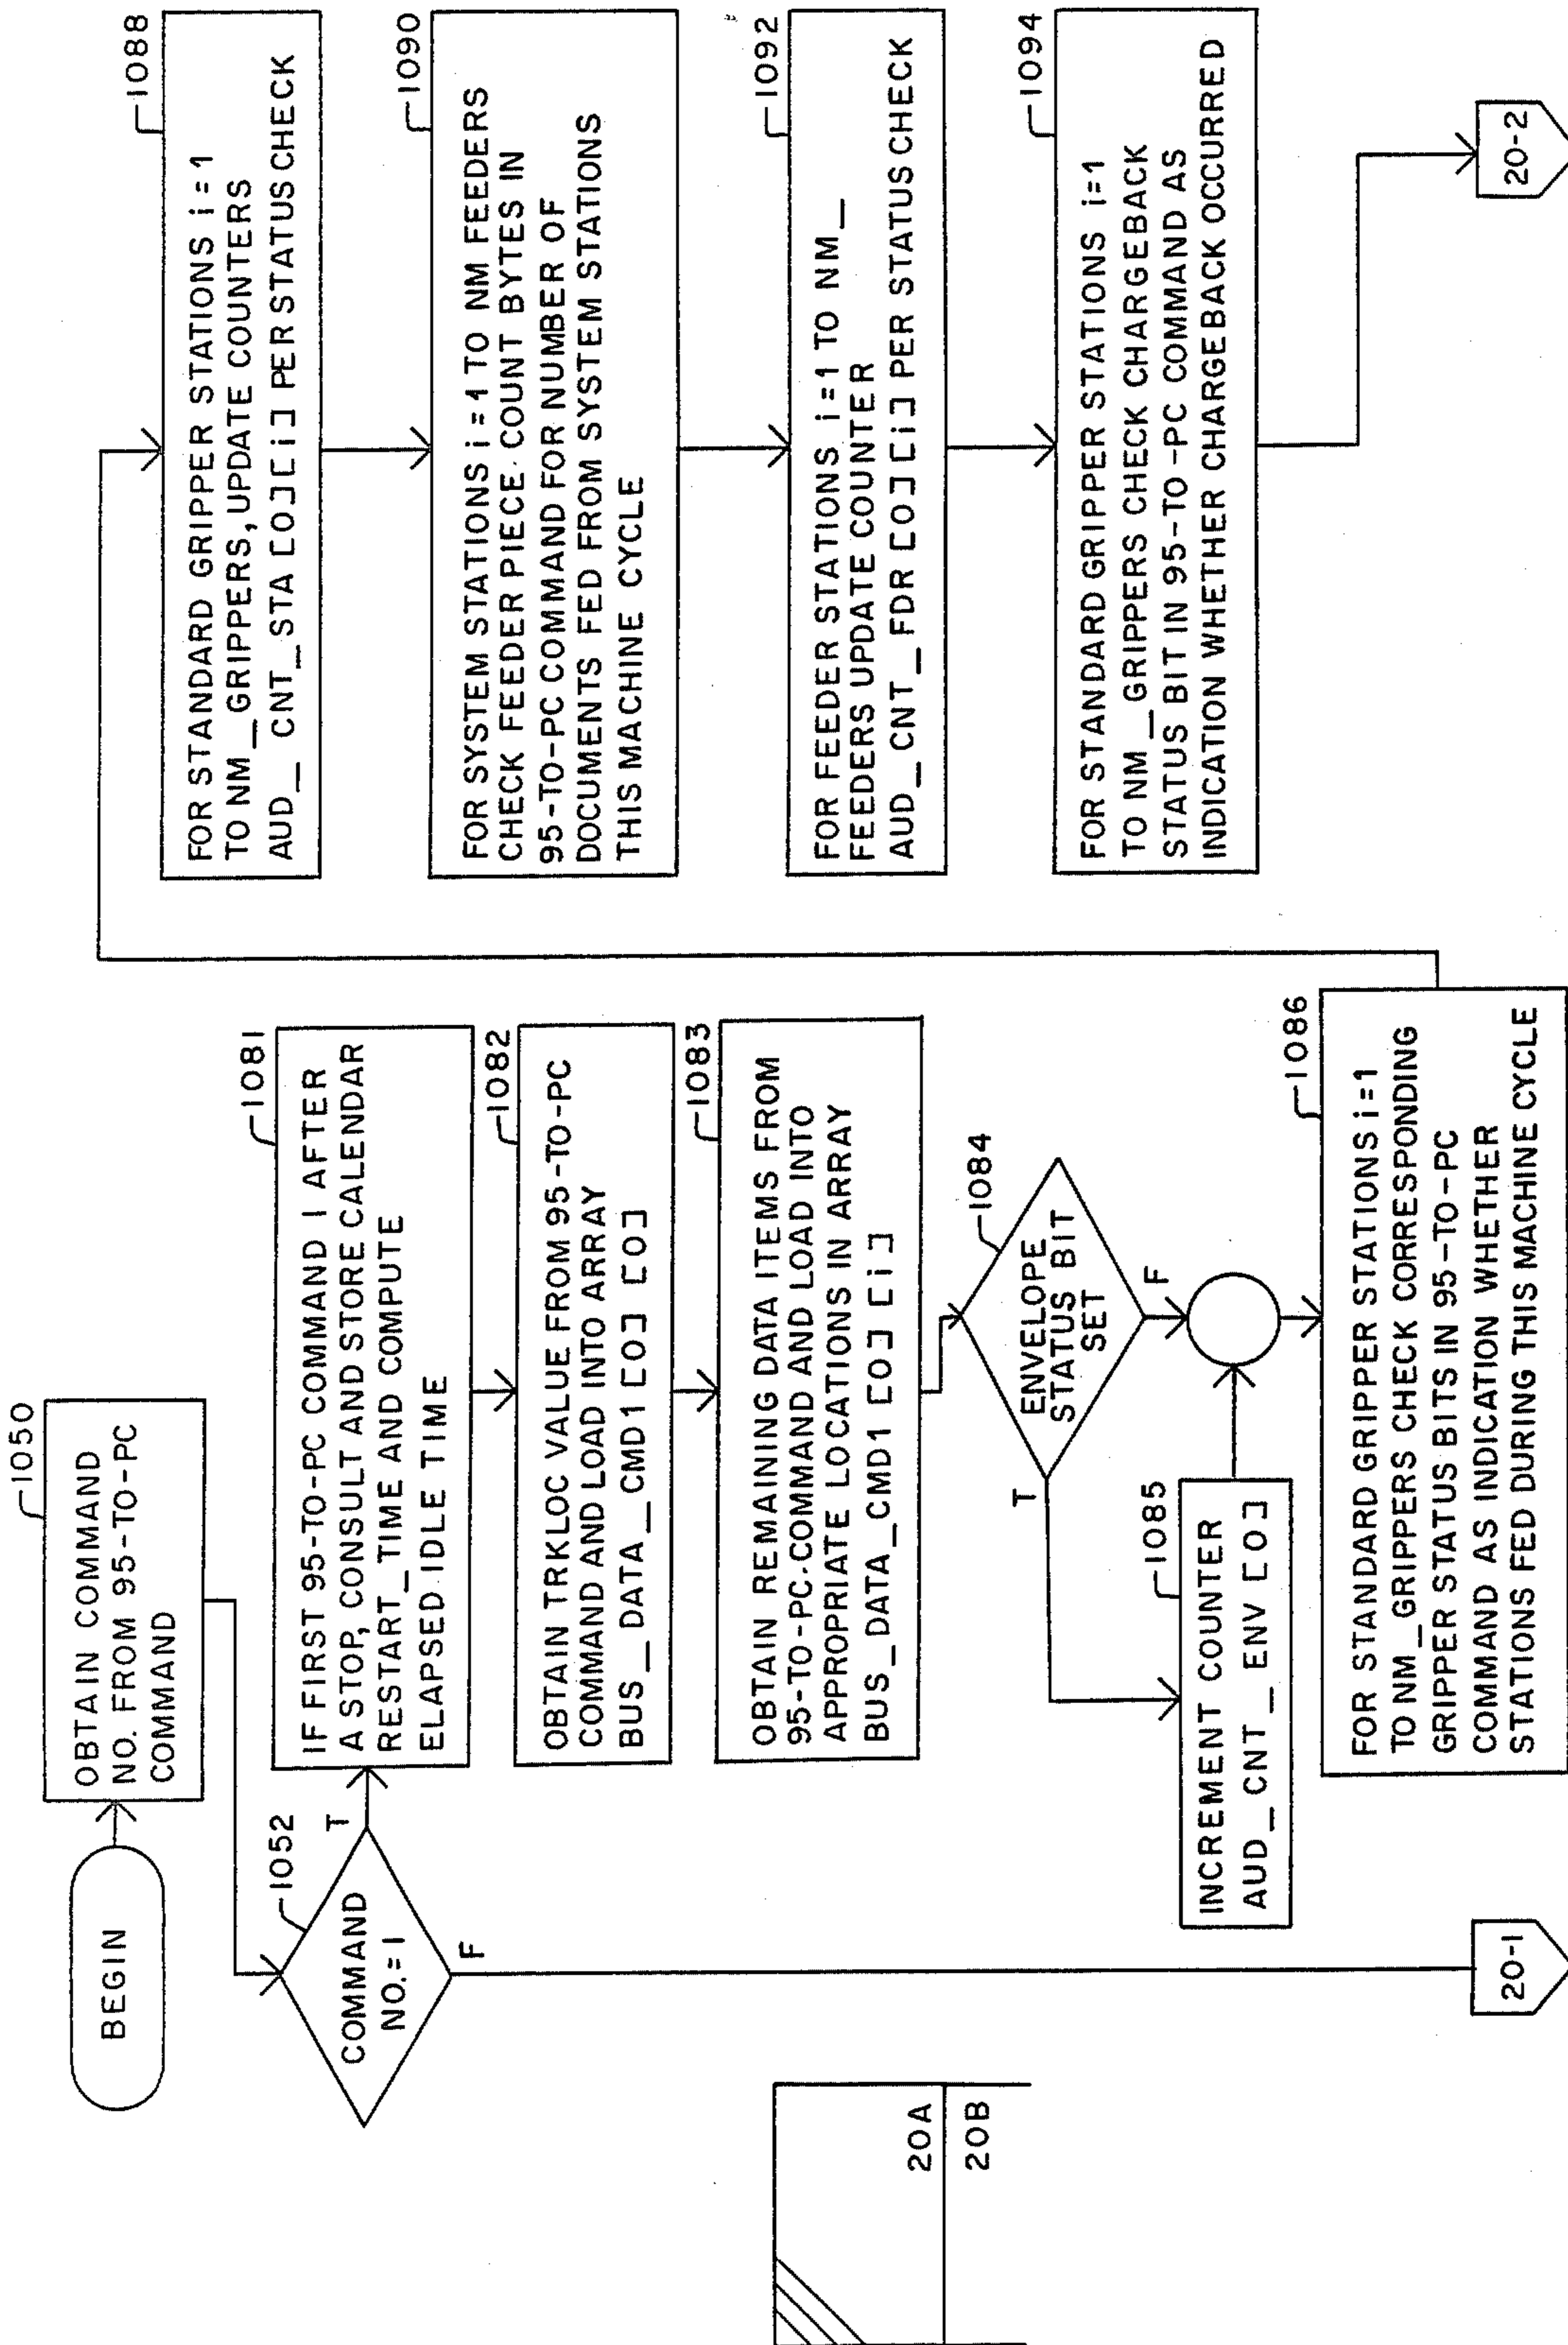 BEGIN
1050
OBTAIN COMMAND
NO. FROM 95-TO-PC
COMMAND
1052
COMMAND
NO. = 1
T
F
20-1
1081
IF FIRST 95-TO-PC COMMAND 1 AFTER
A STOP, CONSULT AND STORE CALENDAR
RESTART_TIME AND COMPUTE
ELAPSED IDLE TIME
1082
OBTAIN TRKLOC VALUE FROM 95-TO-PC
COMMAND AND LOAD INTO ARRAY
BUS_DATA_CMD1 [0] [0]
1083
OBTAIN REMAINING DATA ITEMS FROM
95-TO-PC COMMAND AND LOAD INTO
APPROPRIATE LOCATIONS IN ARRAY
BUS_DATA_CMD1 [0] [i]
1084
ENVELOPE
STATUS BIT
SET
T
F
1085
INCREMENT COUNTER
AUD_CNT_ENV [0]
1086
FOR STANDARD GRIPPER STATIONS i = 1
TO NM_GRIPPERS CHECK CORRESPONDING
GRIPPER STATUS BITS IN 95-TO-PC
COMMAND AS INDICATION WHETHER
STATIONS FED DURING THIS MACHINE CYCLE
1088
FOR STANDARD GRIPPER STATIONS i = 1
TO NM_GRIPPERS, UPDATE COUNTERS
AUD_CNT_STA [0][i] PER STATUS CHECK
1090
FOR SYSTEM STATIONS i = 1 TO NM FEEDERS
CHECK FEEDER PIECE COUNT BYTES IN
95-TO-PC COMMAND FOR NUMBER OF
DOCUMENTS FED FROM SYSTEM STATIONS
THIS MACHINE CYCLE
1092
FOR FEEDER STATIONS i = 1 TO NM_
FEEDERS UPDATE COUNTER
AUD_CNT_FDR [0] [i] PER STATUS CHECK
1094
FOR STANDARD GRIPPER STATIONS i=1
TO NM_GRIPPERS CHECK CHARGEBACK
STATUS BIT IN 95-TO-PC COMMAND AS
INDICATION WHETHER CHARGEBACK OCCURRED
20-2
20A
20B